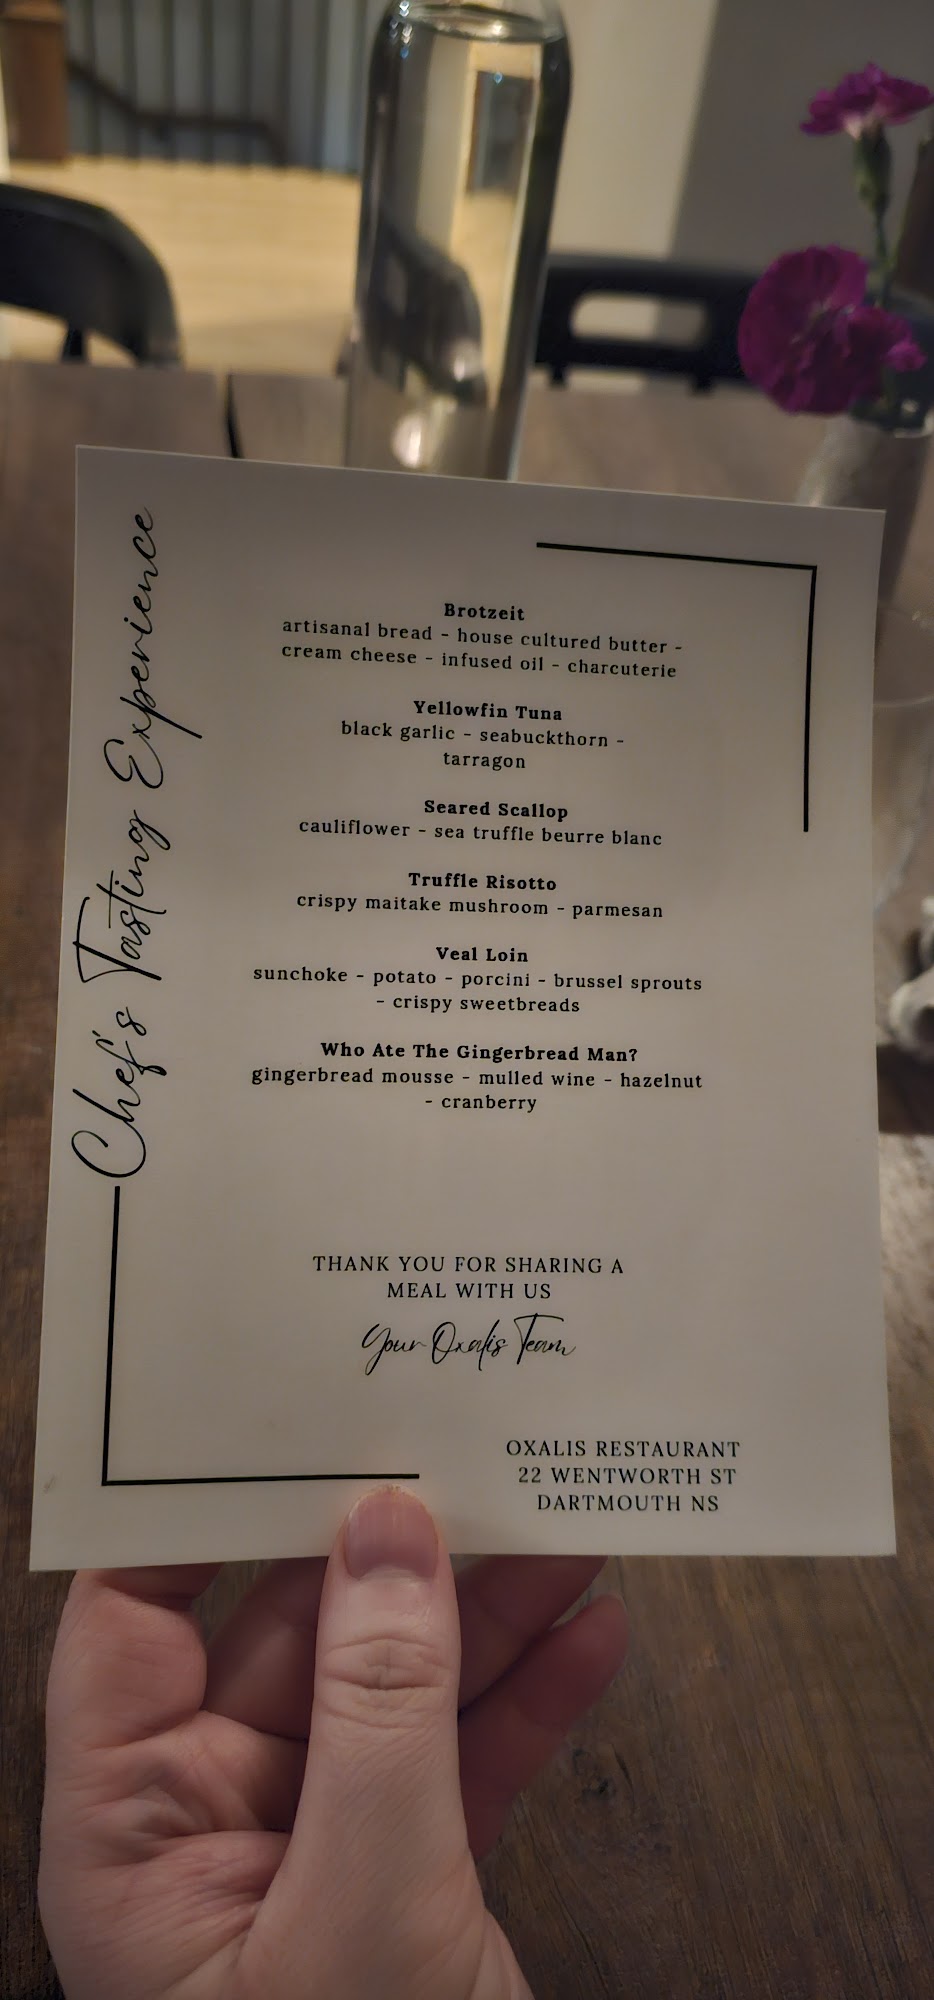 Chef's Tasting Experience
Brotzeit
artisanal bread - house cultured butter -
cream cheese - infused oil - charcuterie
Yellowfin Tuna
black garlic - seabuckthorn -
tarragon
Seared Scallop
cauliflower - sea truffle beurre blanc
Truffle Risotto
crispy maitake mushroom - parmesan
Veal Loin
sunchoke - potato - porcini - brussel sprouts
- crispy sweetbreads
Who Ate The Gingerbread Man?
gingerbread mousse - mulled wine - hazelnut
- cranberry
THANK YOU FOR SHARING A
MEAL WITH US
Your Oxalis Team
OXALIS RESTAURANT
22 WENTWORTH ST
DARTMOUTH NS